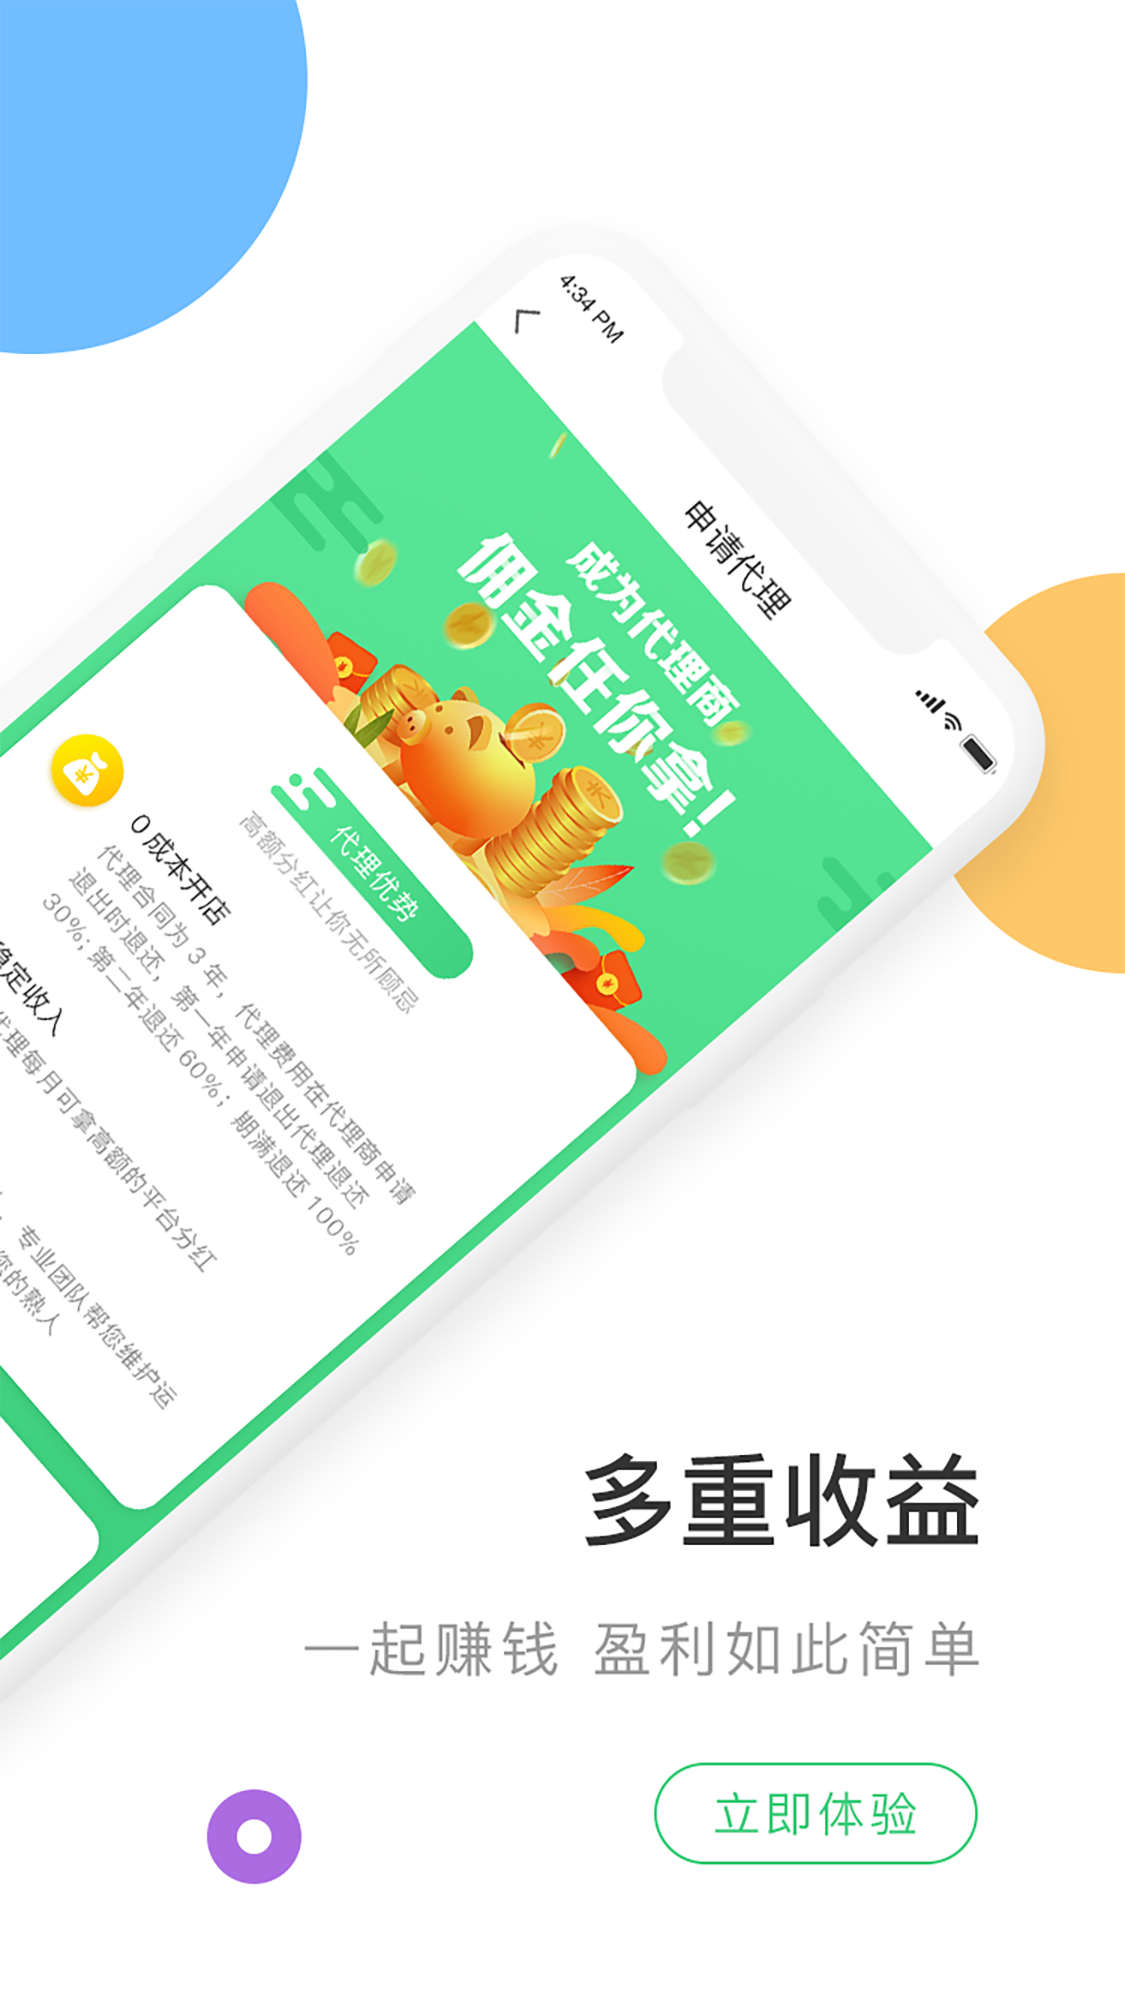 4:34 PM
申请代理
成为代理商
佣金任你拿!
代理优势
高额分红让你无所顾忌
0 成本开店
代理合同为 3 年，代理费用在代理商申请
退出时退还，第一年申请退出代理退还
30%；第二年退还 60%；期满退还 100%
稳定收入
代理每月可拿高额的平台分红
，专业团队帮您维护运
您的熟人
多重收益
一起赚钱 盈利如此简单
立即体验